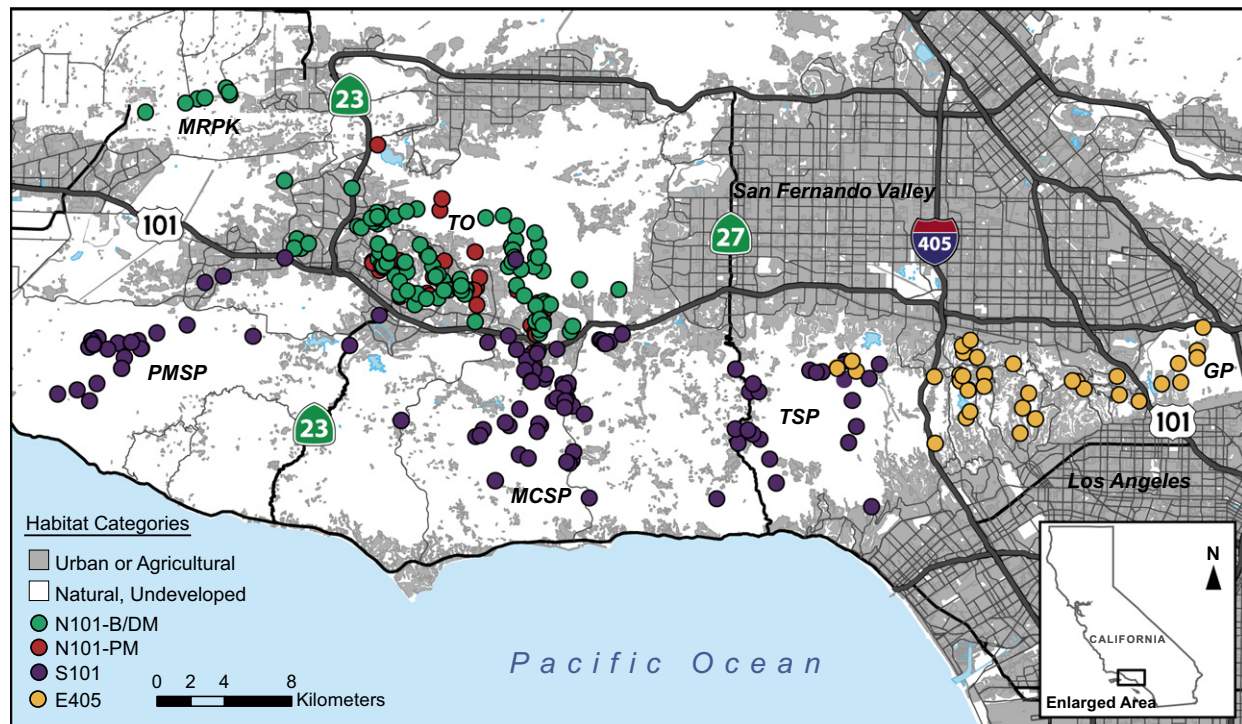 23
MRPK
San Fernando Valley
TO
101
27
405
PMSP
GP
TSP
23
101
MCSP
Los Angeles
Habitat Categories
Urban or Agricultural
Natural, Undeveloped
N101-B/DM
N101-PM
S101
E405
0 2 4 8
Kilometers
Pacific Ocean
N
CALIFORNIA
Enlarged Area